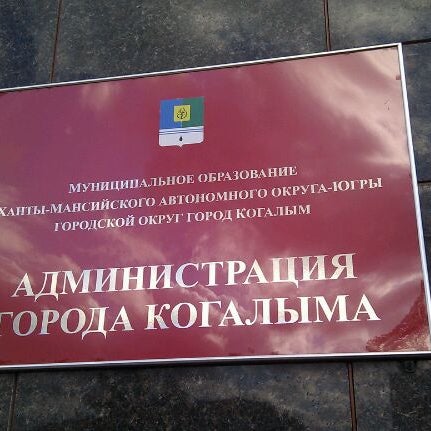 Муниципальное образование
Ханты-Мансийского автономного округа-Югры
городской округ город Когалым
АДМИНИСТРАЦИЯ
ГОРОДА КОГАЛЫМА